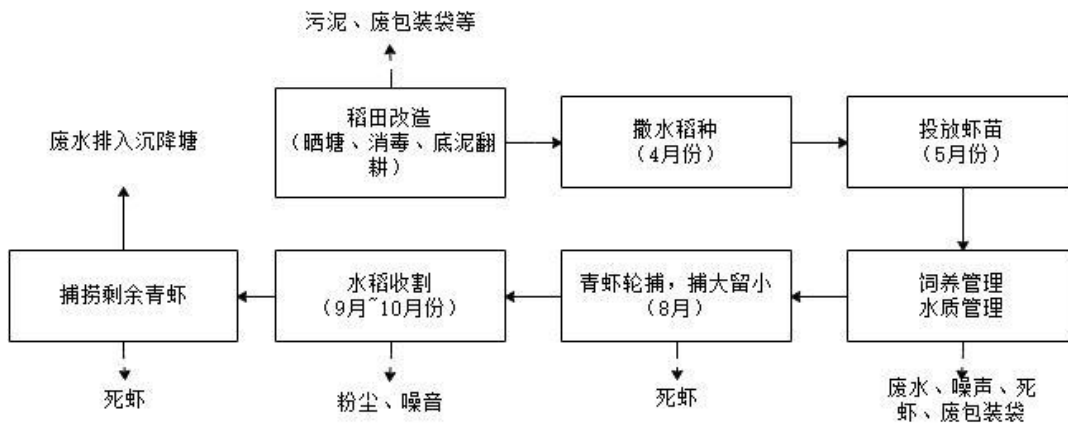 污泥、废包装袋等
稻田改造
（晒塘、消毒、底泥翻
耕）
撒水稻种
（4月份）
投放虾苗
（5月份）
废水排入沉降塘
捕捞剩余青虾
水稻收割
（9月~10月份）
青虾轮捕，捕大留小
（8月）
饲养管理
水质管理
死虾
粉尘、噪音
死虾
废水、噪声、死
虾、废包装袋